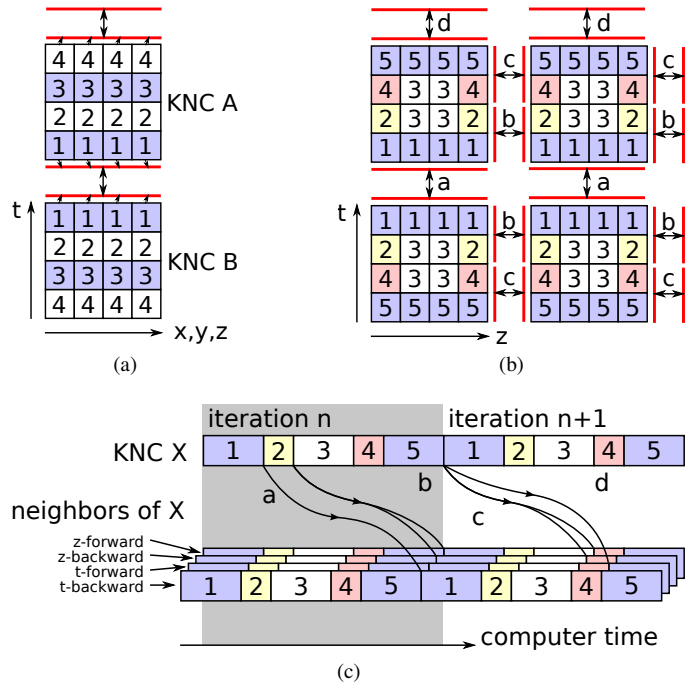 4 4 4 4
3 3 3 3
2 2 2 2
1 1 1 1
KNC A
t
1 1 1 1
2 2 2 2
3 3 3 3
4 4 4 4
KNC B
x,y,z
(a)
d d
5 5 5 5 c 5 5 5 5 c
4 3 3 4 4 3 3 4
2 3 3 2 b 2 3 3 2 b
1 1 1 1 1 1 1 1
a a
t
1 1 1 1 b 1 1 1 1 b
2 3 3 2 2 3 3 2
4 3 3 4 c 4 3 3 4 c
5 5 5 5 5 5 5 5
z
(b)
iteration n iteration n+1
KNC X 1 2 3 4 5 1 2 3 4 5
a b c d
neighbors of X
z-forward
z-backward
t-forward
t-backward
1 2 3 4 5 1 2 3 4 5
computer time
(c)